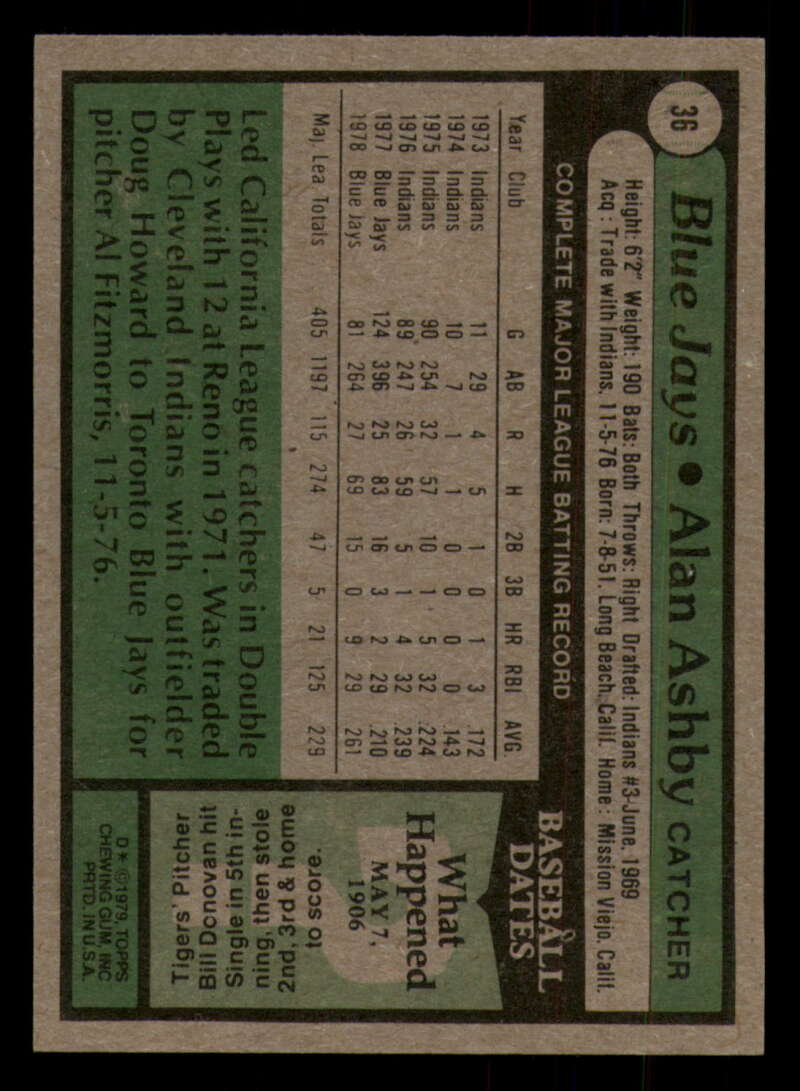 36
Blue Jays • Alan Ashby CATCHER
Height: 6'2" Weight: 190 Bats: Both Throws: Right Drafted: Indians #3-June, 1969
Acq.: Trade with Indians, 11-5-76 Born: 7-8-51, Long Beach, Calif. Home: Mission Viejo, Calif.
COMPLETE MAJOR LEAGUE BATTING RECORD
Year Club G AB R H 2B 3B HR RBI AVG
1973 Indians 11 29 4 5 1 0 1 3 .172
1974 Indians 10 7 1 1 0 0 0 0 .143
1975 Indians 90 254 32 57 10 1 5 32 .224
1976 Indians 89 247 26 59 5 1 4 32 .239
1977 Blue Jays 124 396 25 83 16 3 2 29 .210
1978 Blue Jays 81 264 27 69 15 0 9 29 .261
Maj. Lea Totals 405 1197 115 274 47 5 21 125 .229
Led California League catchers in Double
Plays with 12 at Reno in 1971. Was traded
by Cleveland Indians with outfielder
Doug Howard to Toronto Blue Jays for
pitcher Al Fitzmorris, 11-5-76.
BASEBALL
DATES
What
Happened
MAY 7,
1906
Tigers' Pitcher
Bill Donovan hit
Single in 5th in-
ning, then stole
2nd, 3rd & home
to score.
D* © 1979, TOPPS
CHEWING GUM, INC
PRTD. IN U.S.A.